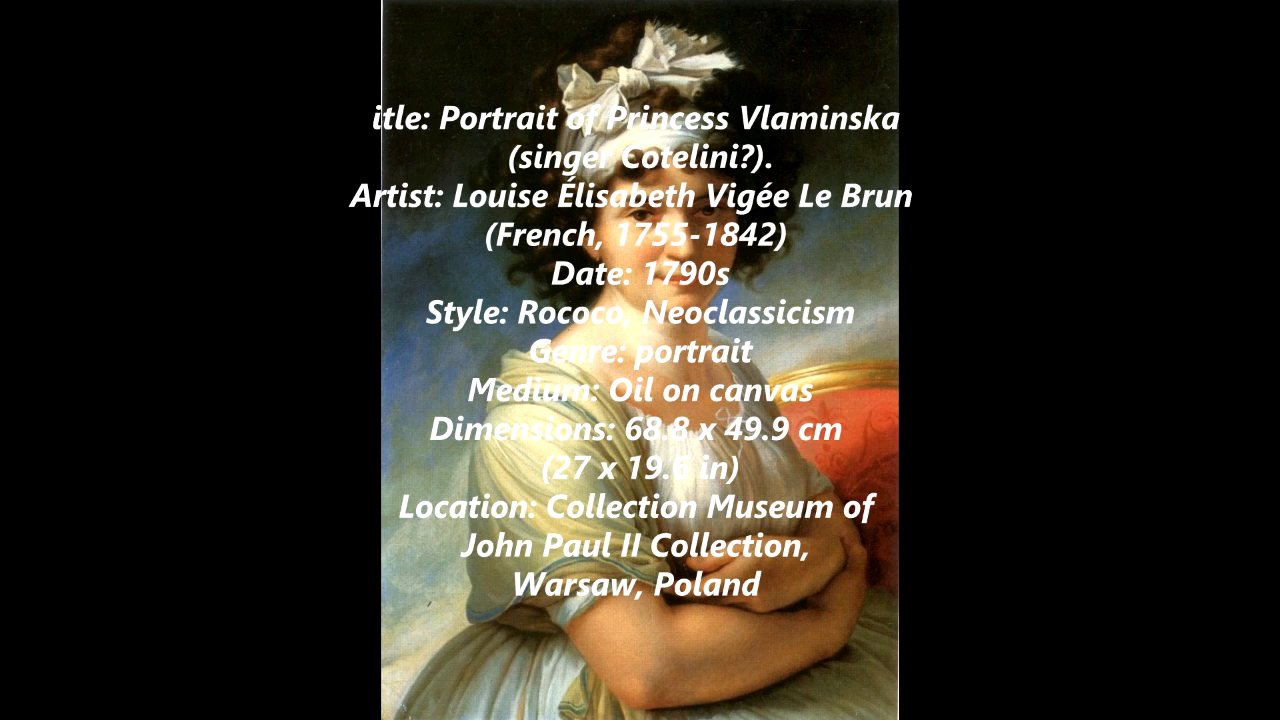 itle: Portrait of Princess Vlaminska
(singer Cotelini?).
Artist: Louise Élisabeth Vigée Le Brun
(French, 1755-1842)
Date: 1790s
Style: Rococo, Neoclassicism
Genre: portrait
Medium: Oil on canvas
Dimensions: 68.8 x 49.9 cm
(27 x 19.6 in)
Location: Collection Museum of
John Paul II Collection,
Warsaw, Poland